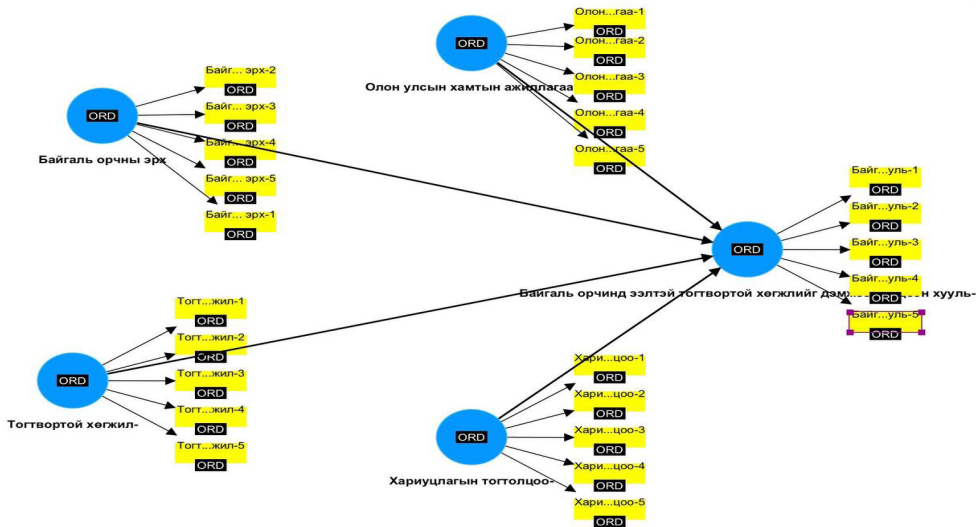 ORD
Олон улсын хамтын ажиллагаа
Олон...гаа-1
ORD
Олон...гаа-2
ORD
Олон...гаа-3
ORD
Олон...гаа-4
ORD
Олон...гаа-5
ORD
ORD
Байгаль орчны эрх
Байг... эрх-2
ORD
Байг... эрх-3
ORD
Байг... эрх-4
ORD
Байг... эрх-5
ORD
Байг... эрх-1
ORD
ORD
Байгаль орчинд ээлтэй тогтвортой хөгжлийг хууль-
Байг...уль-1
ORD
Байг...уль-2
ORD
Байг...уль-3
ORD
Байг...уль-4
ORD
Байг...уль-5
ORD
ORD
Тогтвортой хөгжил-
Тогт...жил-1
ORD
Тогт...жил-2
ORD
Тогт...жил-3
ORD
Тогт...жил-4
ORD
Тогт...жил-5
ORD
ORD
Хариуцлагын тогтолцоо-
Хари...цоо-1
ORD
Хари...цоо-2
ORD
Хари...цоо-3
ORD
Хари...цоо-4
ORD
Хари...цоо-5
ORD